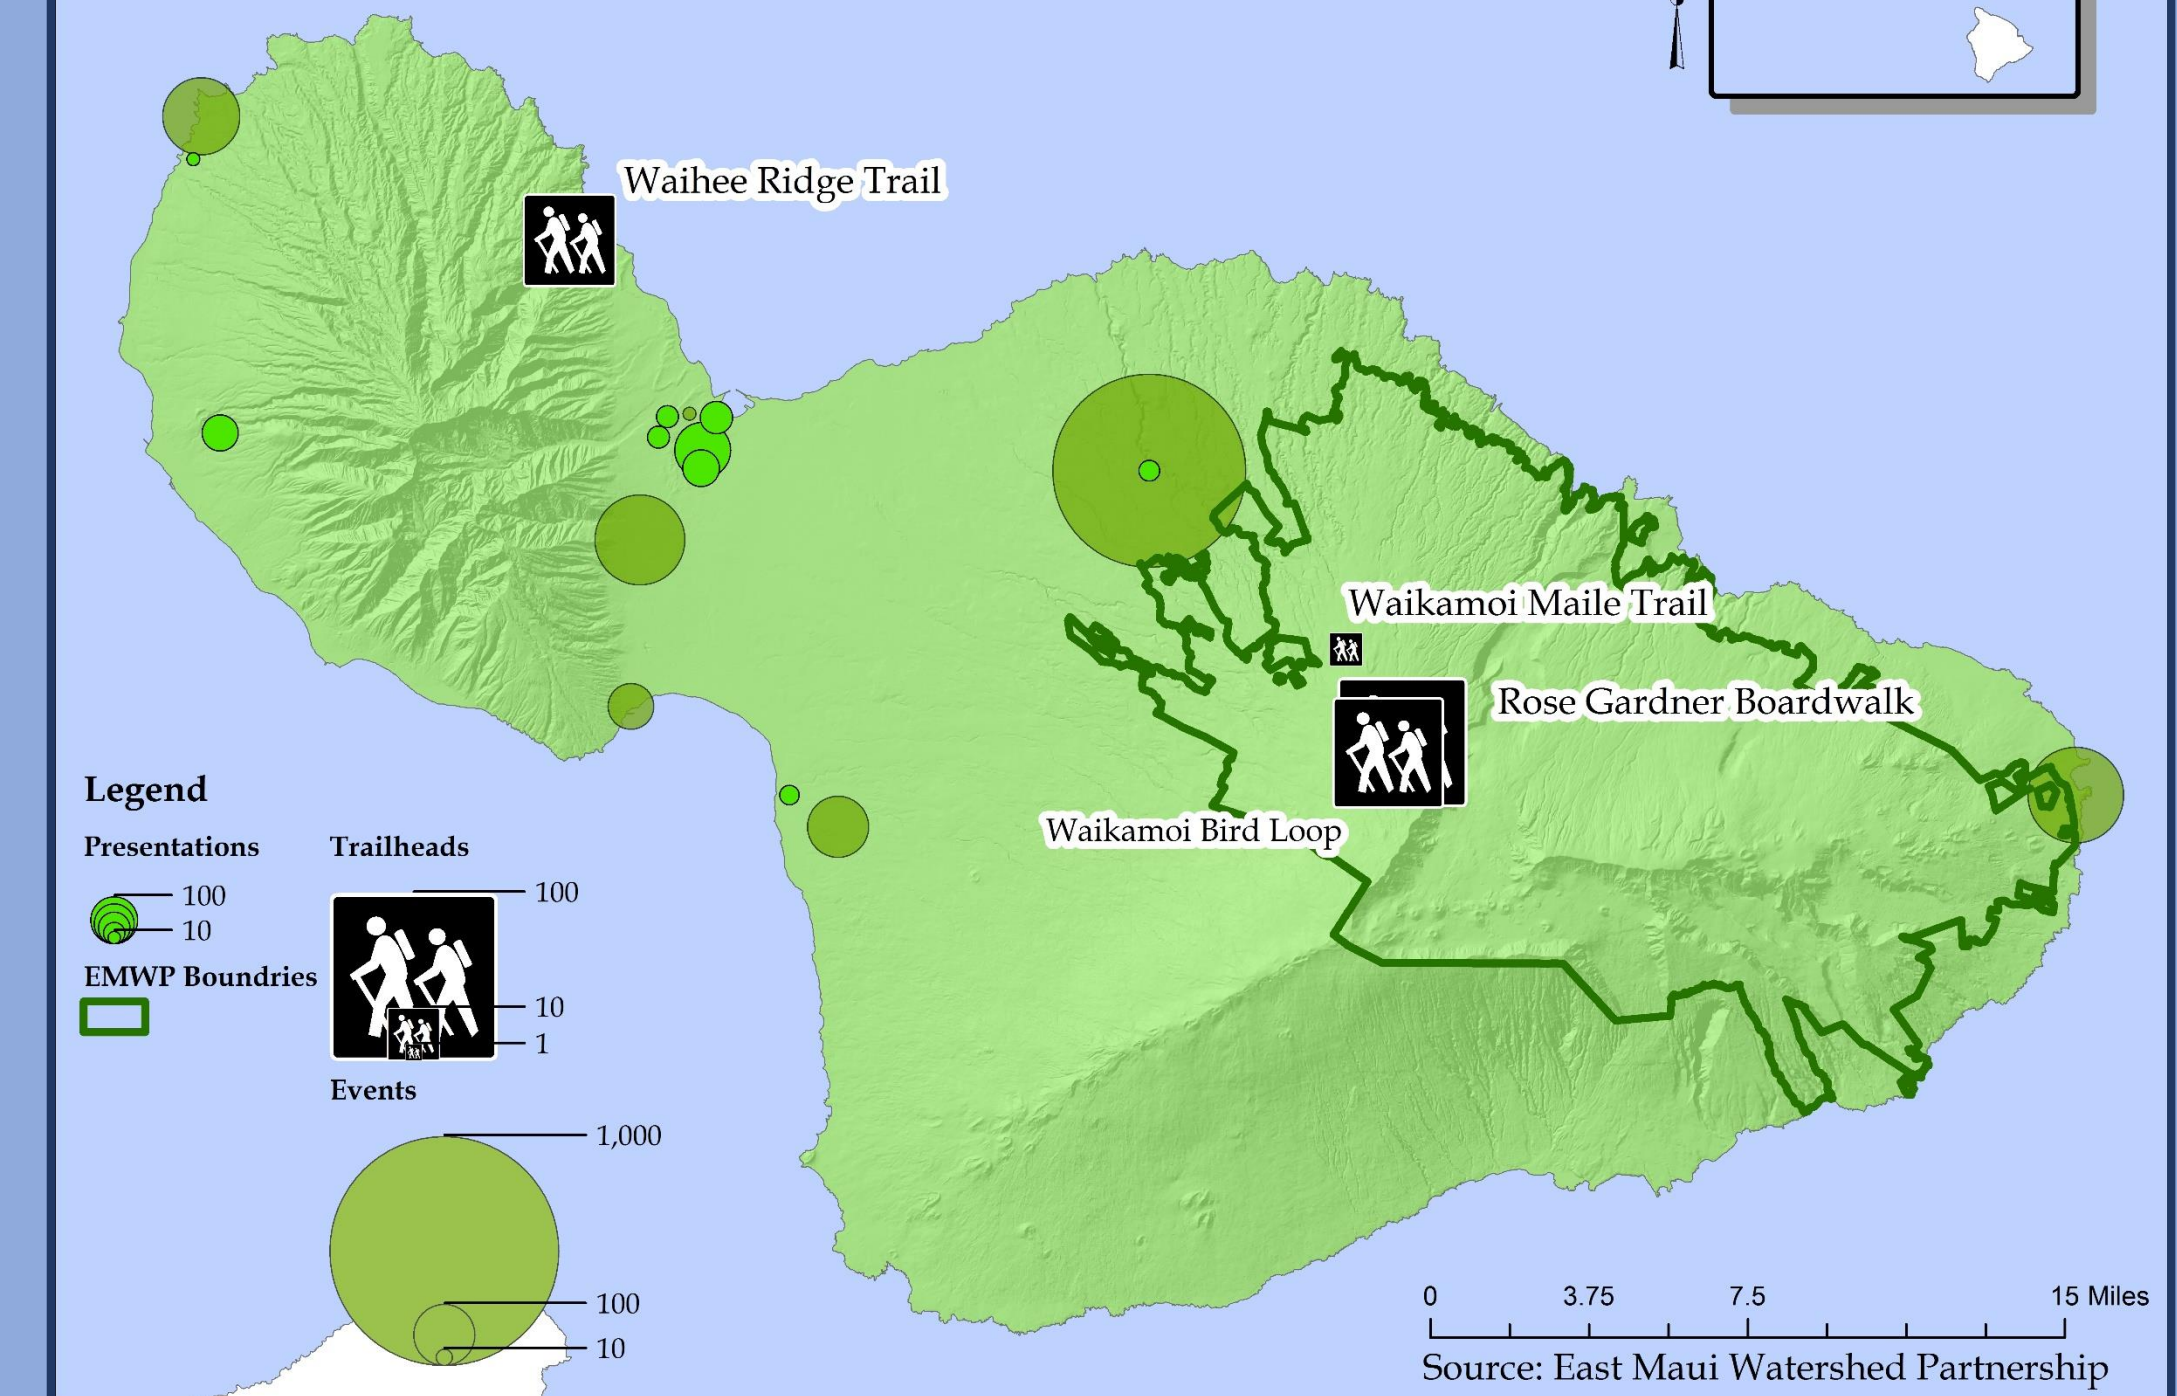 Waihee Ridge Trail
Waikamoi Maile Trail
Rose Gardner Boardwalk
Waikamoi Bird Loop
Legend
Presentations
100
10
EMWP Boundries
Trailheads
100
10
1
Events
1,000
100
10
0 3.75 7.5 15 Miles
Source: East Maui Watershed Partnership